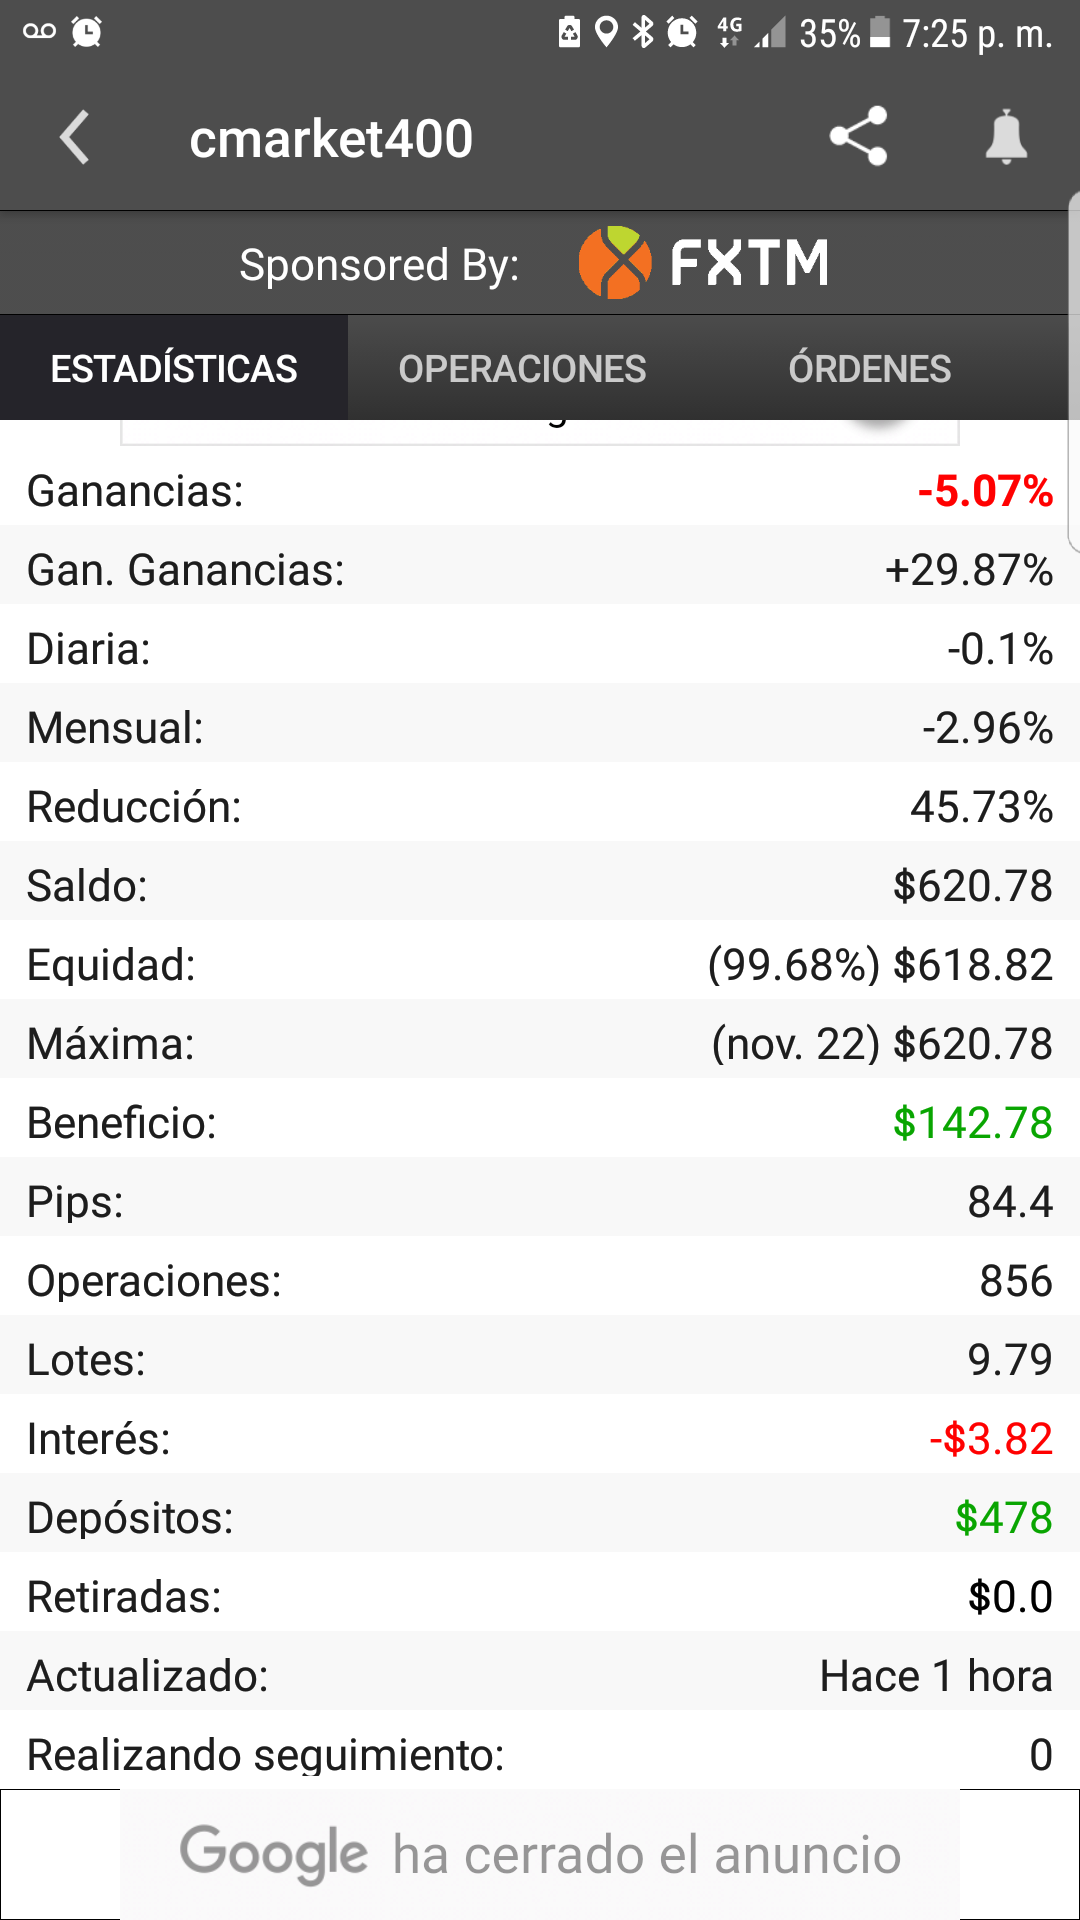 4G 35% 7:25 p. m.
cmarket400
Sponsored By: FXTM
ESTADÍSTICAS OPERACIONES ÓRDENES
Ganancias: -5.07%
Gan. Ganancias: +29.87%
Diaria: -0.1%
Mensual: -2.96%
Reducción: 45.73%
Saldo: $620.78
Equidad: (99.68%) $618.82
Máxima: (nov. 22) $620.78
Beneficio: $142.78
Pips: 84.4
Operaciones: 856
Lotes: 9.79
Interés: -$3.82
Depósitos: $478
Retiradas: $0.0
Actualizado: Hace 1 hora
Realizando seguimiento: 0
Google ha cerrado el anuncio